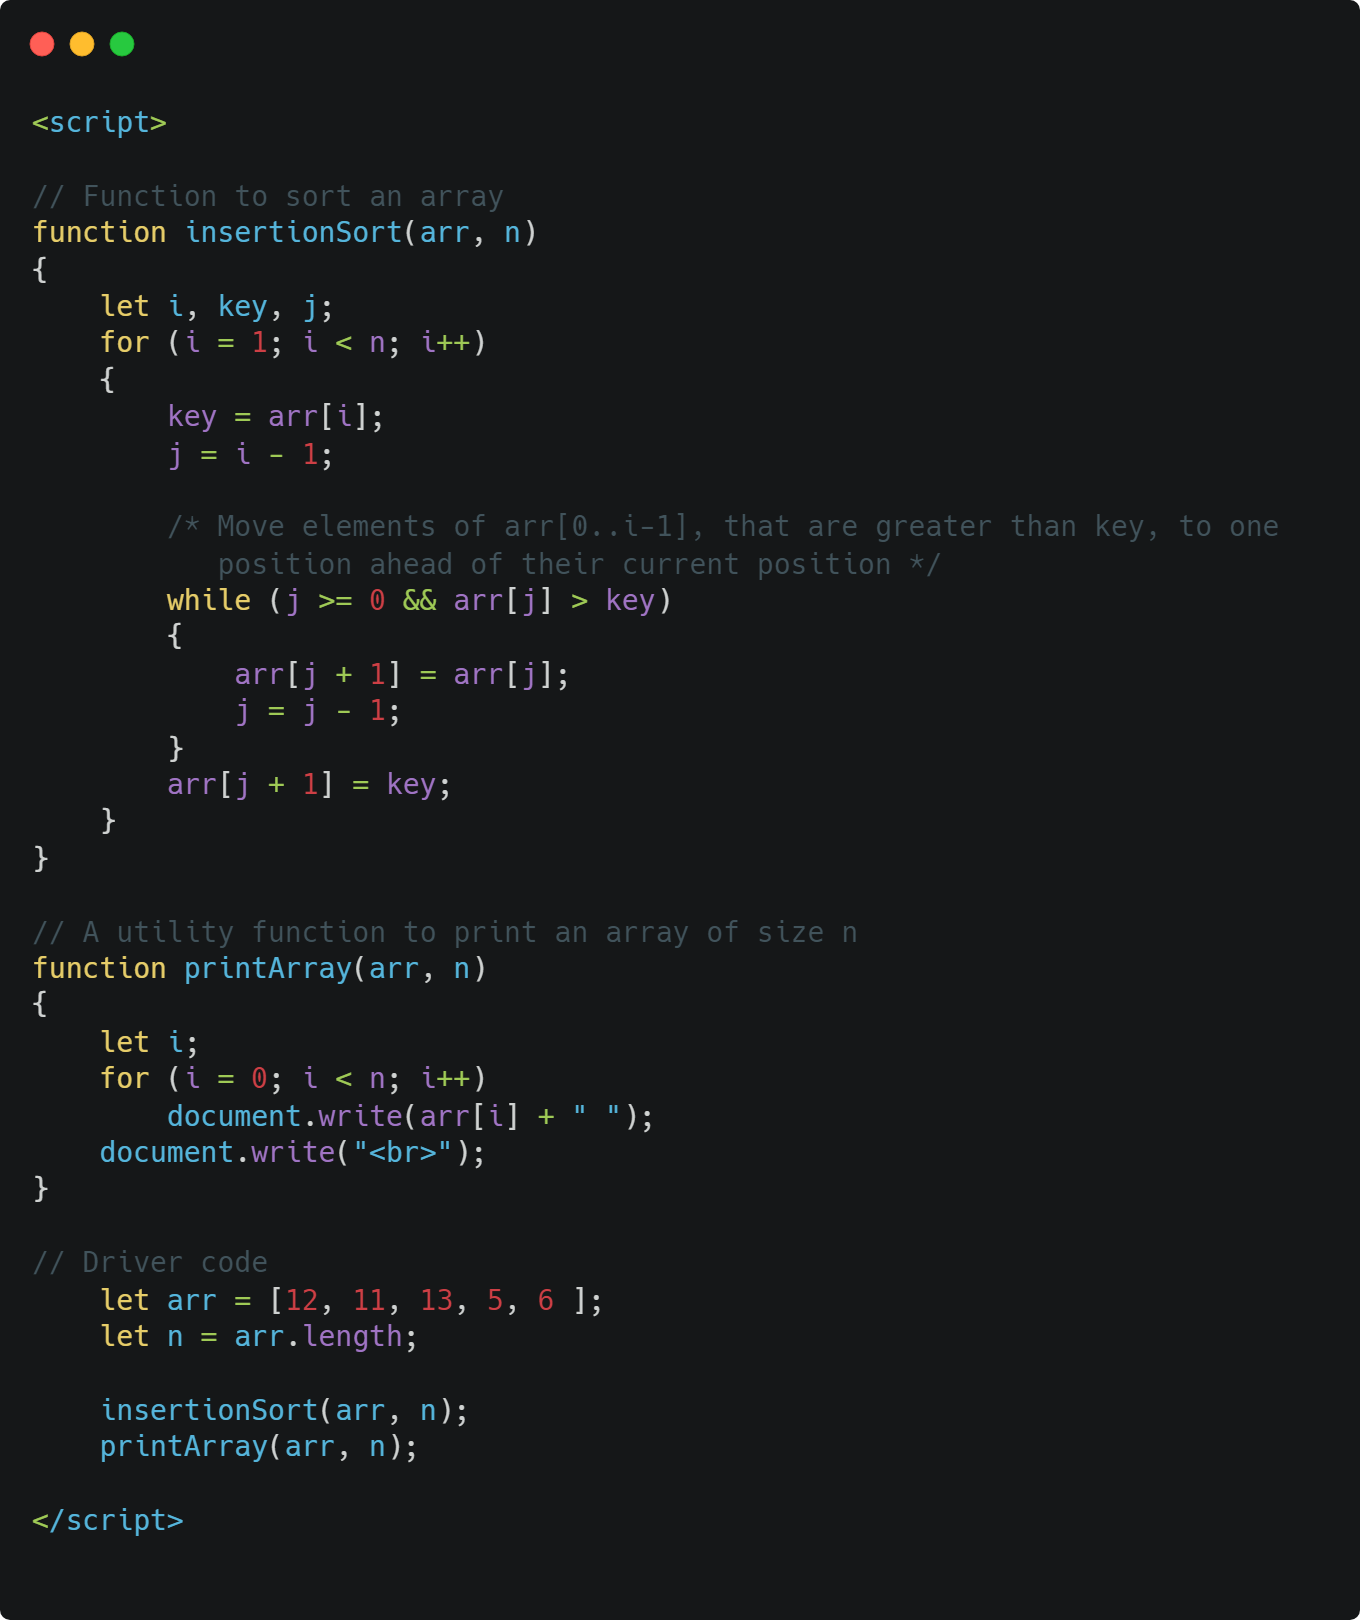 <script>
// Function to sort an array
function insertionSort(arr, n)
{
    let i, key, j;
    for (i = 1; i < n; i++)
    {
        key = arr[i];
        j = i - 1;
        /* Move elements of arr[0..i-1], that are greater than key, to one
           position ahead of their current position */
        while (j >= 0 && arr[j] > key)
        {
            arr[j + 1] = arr[j];
            j = j - 1;
        }
        arr[j + 1] = key;
    }
}
// A utility function to print an array of size n
function printArray(arr, n)
{
    let i;
    for (i = 0; i < n; i++)
        document.write(arr[i] + " ");
    document.write("<br>");
}
// Driver code
    let arr = [12, 11, 13, 5, 6 ];
    let n = arr.length;
    insertionSort(arr, n);
    printArray(arr, n);
</script>